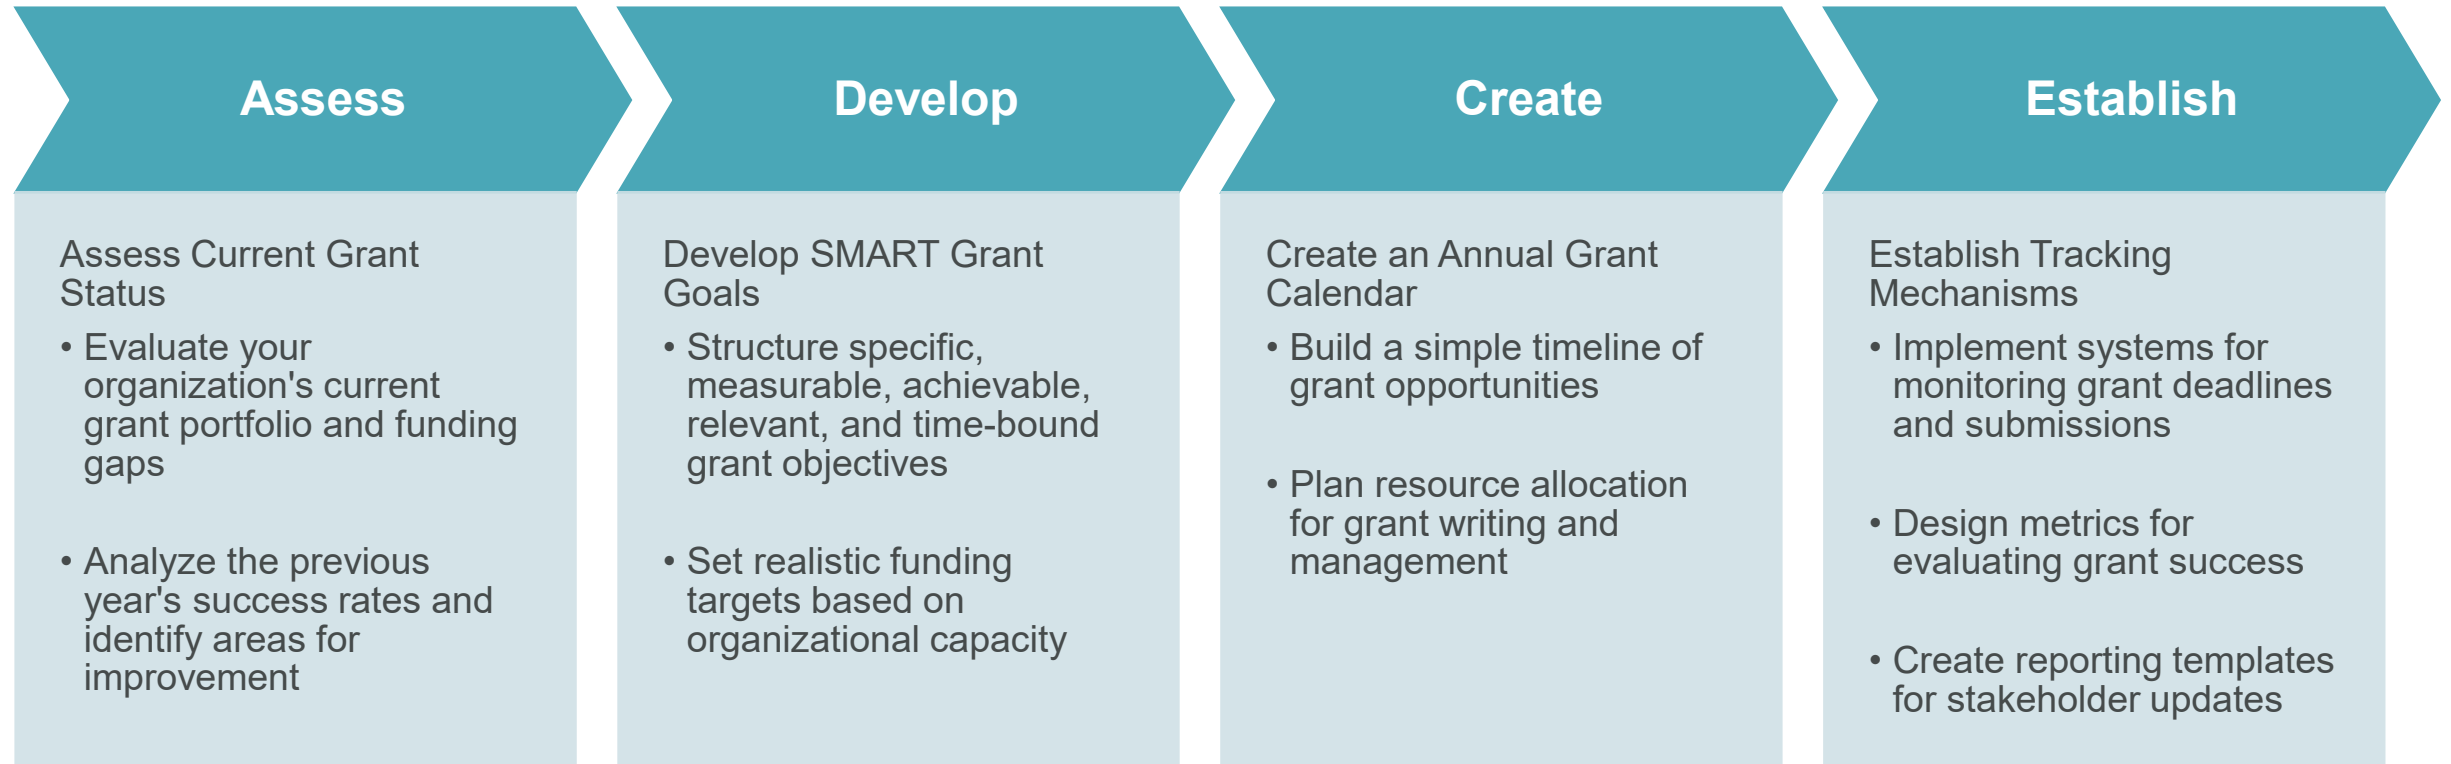 Assess
Assess Current Grant
Status
• Evaluate your
organization's current
grant portfolio and funding
gaps
• Analyze the previous
year's success rates and
identify areas for
improvement
Develop
Develop SMART Grant
Goals
• Structure specific,
measurable, achievable,
relevant, and time-bound
grant objectives
• Set realistic funding
targets based on
organizational capacity
Create
Create an Annual Grant
Calendar
• Build a simple timeline of
grant opportunities
• Plan resource allocation
for grant writing and
management
Establish
Establish Tracking
Mechanisms
• Implement systems for
monitoring grant deadlines
and submissions
• Design metrics for
evaluating grant success
• Create reporting templates
for stakeholder updates